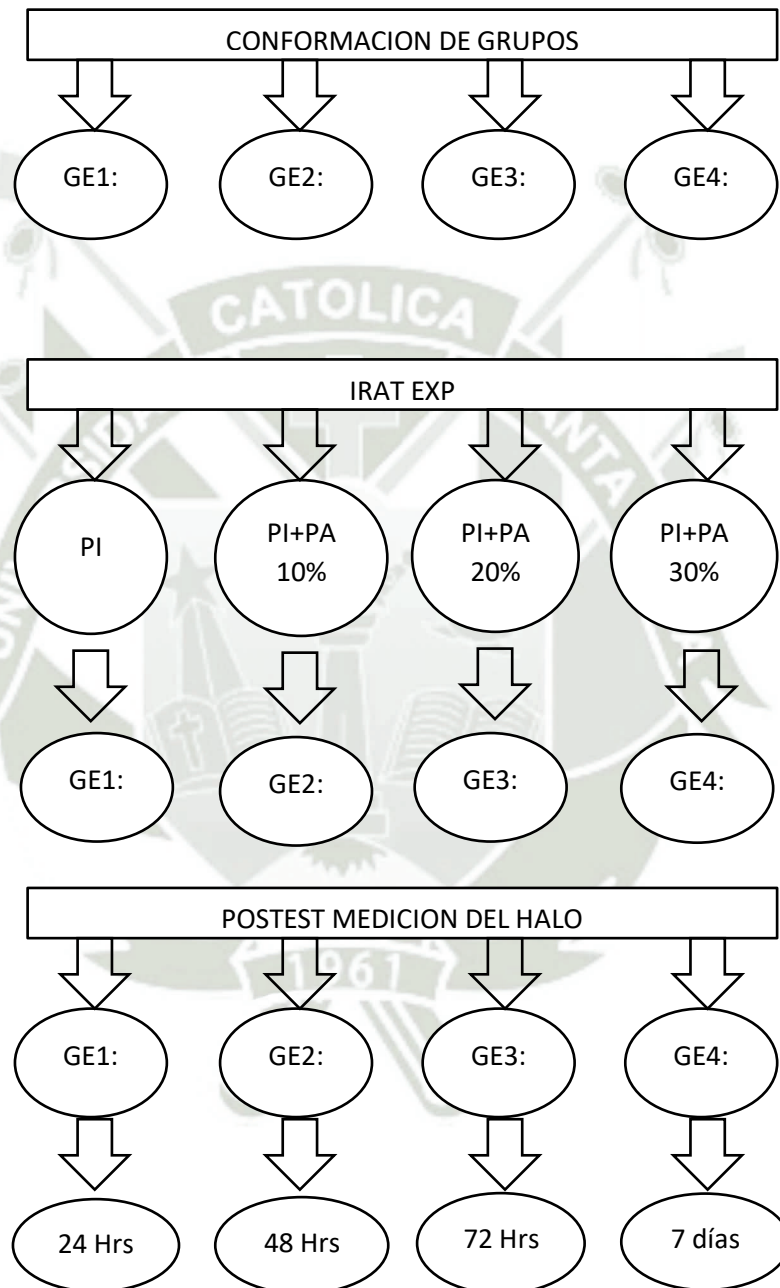 CONFORMACION DE GRUPOS
GE1: GE2: GE3: GE4:
CATOLICA
IRAT EXP
PI PI+PA PI+PA PI+PA
10% 20% 30%
GE1: GE2: GE3: GE4:
POSTEST MEDICION DEL HALO
1961
GE1: GE2: GE3: GE4:
24 Hrs 48 Hrs 72 Hrs 7 días